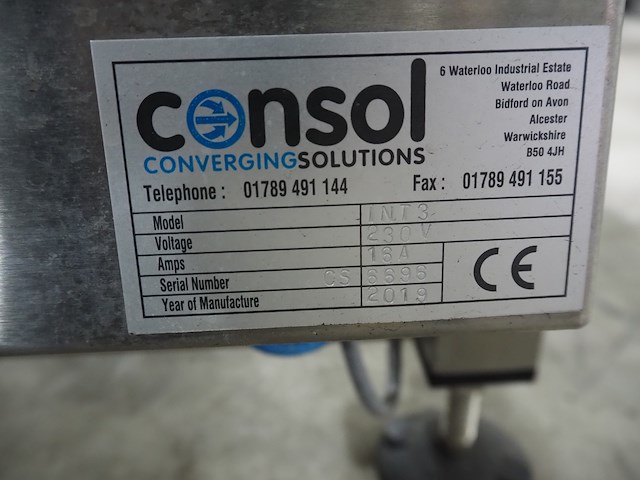 consol
CONVERGINGSOLUTIONS
6 Waterloo Industrial Estate
Waterloo Road
Bidford on Avon
Alcester
Warwickshire
B50 4JH
Telephone : 01789 491 144 Fax : 01789 491 155
Model INT3
Voltage 230V
Amps 16A
Serial Number CS 6696
Year of Manufacture 2019
CE